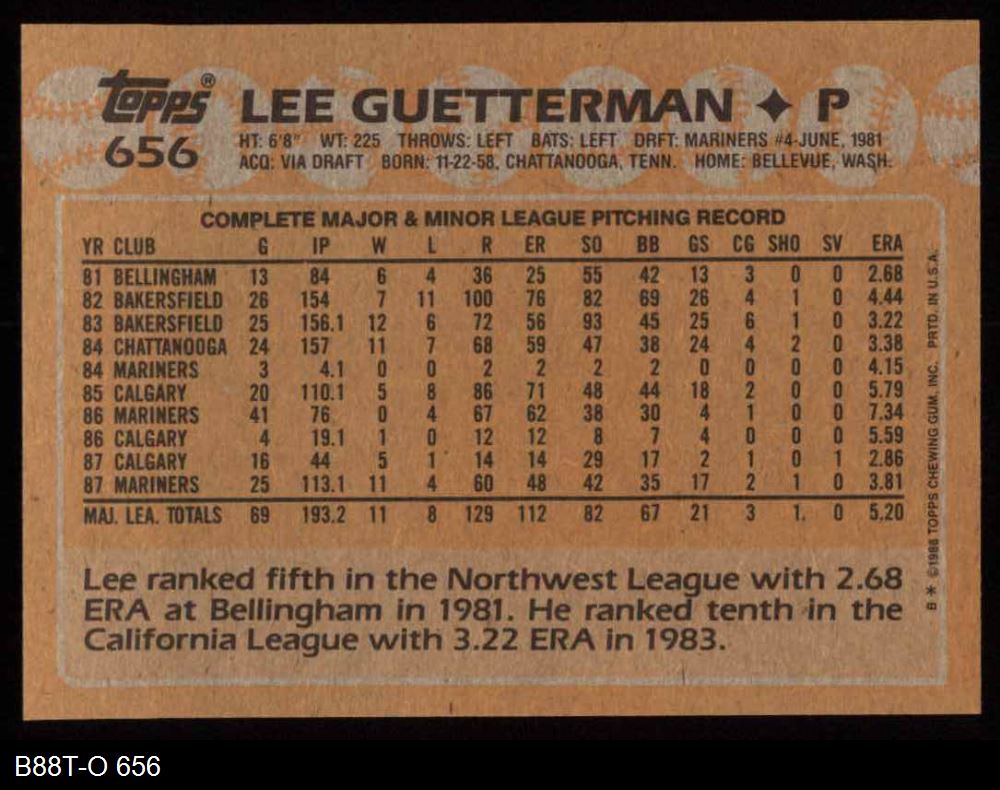 topps®
LEE GUETTERMAN ✦ P
656
HT: 6'8" WT: 225 THROWS: LEFT BATS: LEFT DRFT: MARINERS #4-JUNE, 1981
ACQ: VIA DRAFT BORN: 11-22-58, CHATTANOOGA, TENN. HOME: BELLEVUE, WASH.
COMPLETE MAJOR & MINOR LEAGUE PITCHING RECORD
YR CLUB G IP W L R ER SO BB GS CG SHO SV ERA
81 BELLINGHAM 13 84 6 4 36 25 55 42 13 3 0 0 2.68
82 BAKERSFIELD 26 154 7 11 100 76 82 69 26 4 1 0 4.44
83 BAKERSFIELD 25 156.1 12 6 72 56 93 45 25 6 1 0 3.22
84 CHATTANOOGA 24 157 11 7 68 59 47 38 24 4 2 0 3.38
84 MARINERS 3 4.1 0 0 2 2 2 2 0 0 0 0 4.15
85 CALGARY 20 110.1 5 8 86 71 48 44 18 2 0 0 5.79
86 MARINERS 41 76 0 4 67 62 38 30 4 1 0 0 7.34
86 CALGARY 4 19.1 1 0 12 12 8 7 4 0 0 0 5.59
87 CALGARY 16 44 5 1 14 14 29 17 2 1 0 1 2.86
87 MARINERS 25 113.1 11 4 60 48 42 35 17 2 1 0 3.81
MAJ. LEA. TOTALS 69 193.2 11 8 129 112 82 67 21 3 1. 0 5.20
Lee ranked fifth in the Northwest League with 2.68
ERA at Bellingham in 1981. He ranked tenth in the
California League with 3.22 ERA in 1983.
B * ©1988 TOPPS CHEWING GUM, INC. PRTD. IN U.S.A.
B88T-O 656